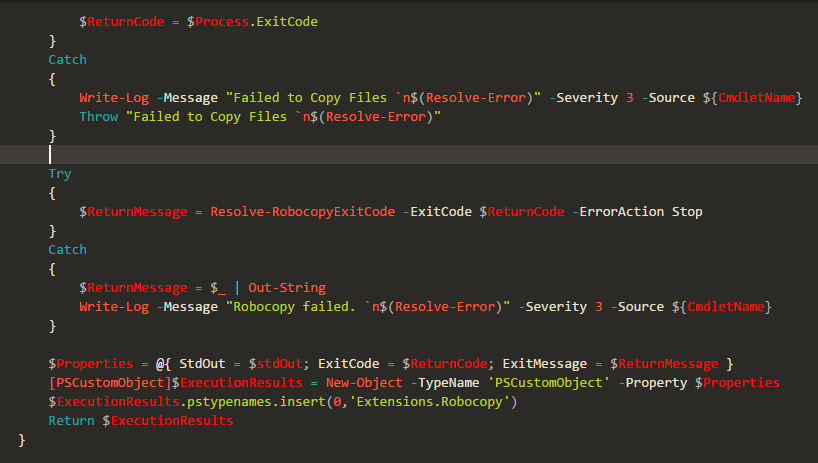 $ReturnCode = $Process.ExitCode
}
Catch
{
Write-Log -Message "Failed to Copy Files `n$(Resolve-Error)" -Severity 3 -Source ${CmdletName}
Throw "Failed to Copy Files `n$(Resolve-Error)"
}
Try
{
$ReturnMessage = Resolve-RobocopyExitCode -ExitCode $ReturnCode -ErrorAction Stop
}
Catch
{
$ReturnMessage = $_ | Out-String
Write-Log -Message "Robocopy failed. `n$(Resolve-Error)" -Severity 3 -Source ${CmdletName}
}
$Properties = @{ StdOut = $stdOut; ExitCode = $ReturnCode; ExitMessage = $ReturnMessage }
[PSCustomObject]$ExecutionResults = New-Object -TypeName 'PSCustomObject' -Property $Properties
$ExecutionResults.pstypenames.insert(0,'Extensions.Robocopy')
Return $ExecutionResults
}